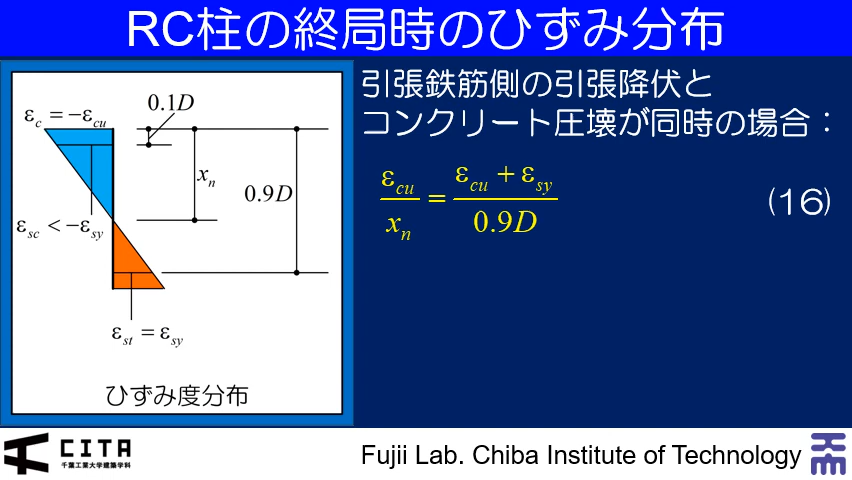 RC柱の終局時のひずみ分布
ε_c = −ε_cu
0.1D
x_n
0.9D
ε_sc < −ε_sy
ε_st = ε_sy
ひずみ度分布
引張鉄筋側の引張降伏と
コンクリート圧壊が同時の場合：
ε_cu / x_n = (ε_cu + ε_sy) / 0.9D (16)
CITA
千葉工業大学建築学科
Fujii Lab. Chiba Institute of Technology